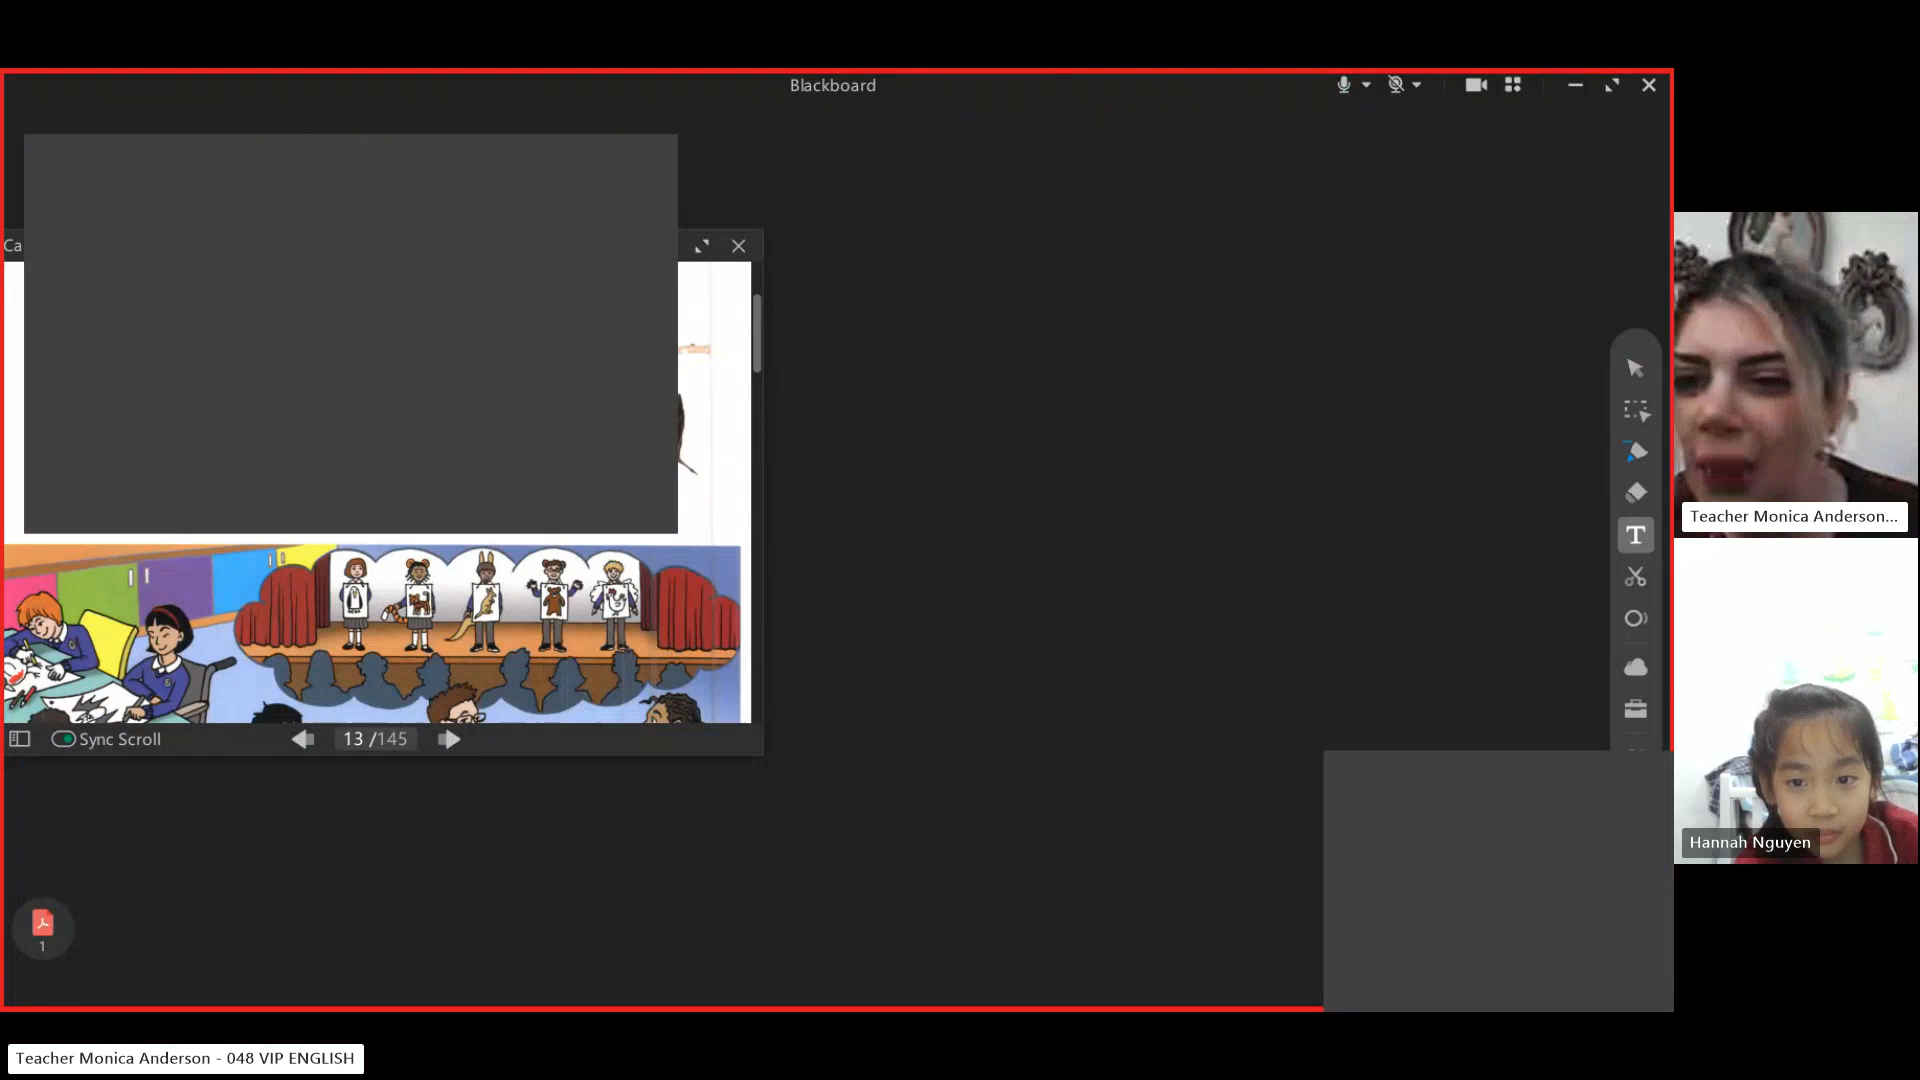 Blackboard
Ca
Teacher Monica Anderson...
Sync Scroll
13 /145
Hannah Nguyen
1
Teacher Monica Anderson - 048 VIP ENGLISH